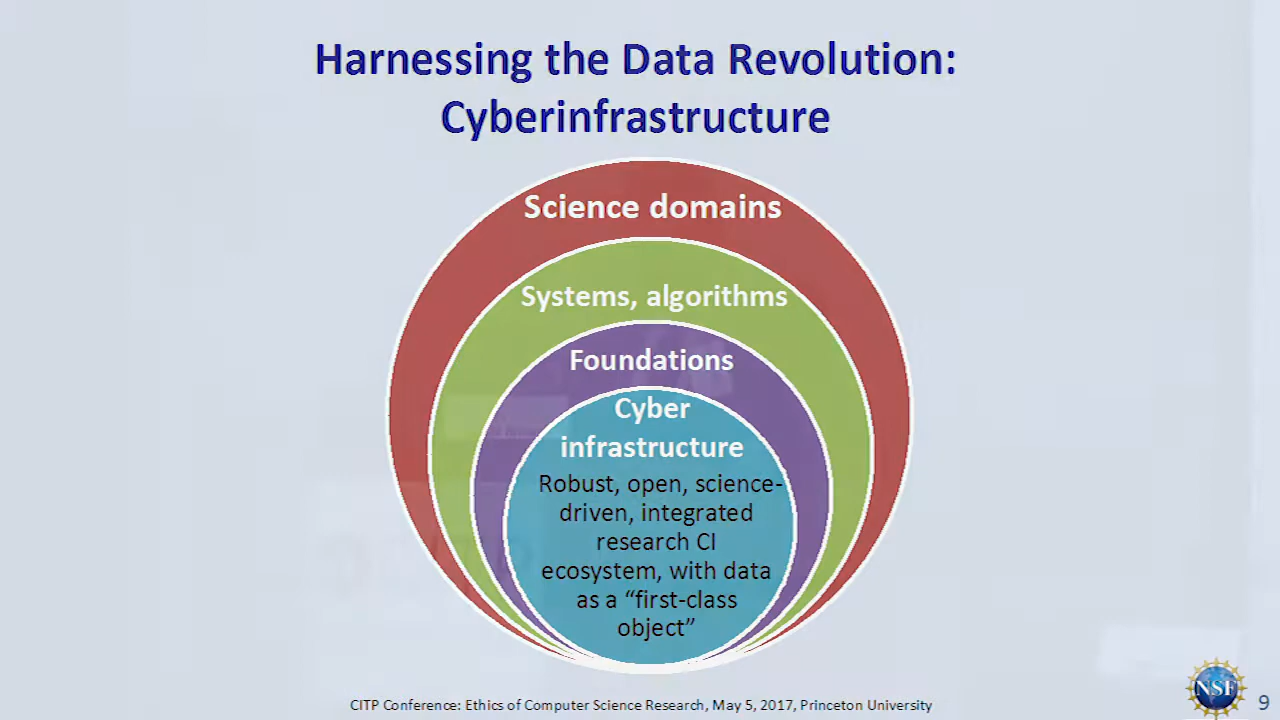 Harnessing the Data Revolution:
Cyberinfrastructure
Science domains
Systems, algorithms
Foundations
Cyber
infrastructure
Robust, open, science-
driven, integrated
research CI
ecosystem, with data
as a “first-class
object”
CITP Conference: Ethics of Computer Science Research, May 5, 2017, Princeton University
NSF
9